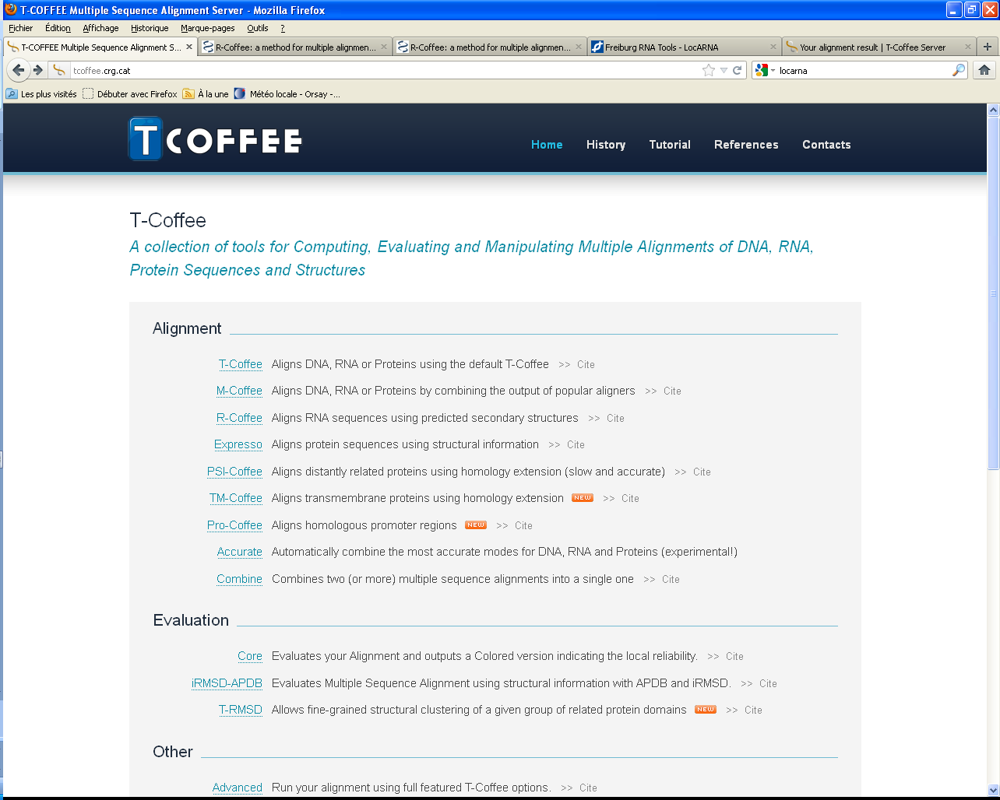 T-COFFEE Multiple Sequence Alignment Server - Mozilla Firefox
Fichier Édition Affichage Historique Marque-pages Outils ?
T-COFFEE Multiple Sequence Alignment S... R-Coffee: a method for multiple alignmen... R-Coffee: a method for multiple alignmen... Freiburg RNA Tools - LocARNA Your alignment result | T-Coffee Server
tcoffee.crg.cat locarna
Les plus visités Débuter avec Firefox À la une Météo locale - Orsay -...
T COFFEE
Home History Tutorial References Contacts
T-Coffee
A collection of tools for Computing, Evaluating and Manipulating Multiple Alignments of DNA, RNA,
Protein Sequences and Structures
Alignment
T-Coffee Aligns DNA, RNA or Proteins using the default T-Coffee >> Cite
M-Coffee Aligns DNA, RNA or Proteins by combining the output of popular aligners >> Cite
R-Coffee Aligns RNA sequences using predicted secondary structures >> Cite
Expresso Aligns protein sequences using structural information >> Cite
PSI-Coffee Aligns distantly related proteins using homology extension (slow and accurate) >> Cite
TM-Coffee Aligns transmembrane proteins using homology extension NEW >> Cite
Pro-Coffee Aligns homologous promoter regions NEW >> Cite
Accurate Automatically combine the most accurate modes for DNA, RNA and Proteins (experimental!)
Combine Combines two (or more) multiple sequence alignments into a single one >> Cite
Evaluation
Core Evaluates your Alignment and outputs a Colored version indicating the local reliability. >> Cite
iRMSD-APDB Evaluates Multiple Sequence Alignment using structural information with APDB and iRMSD. >> Cite
T-RMSD Allows fine-grained structural clustering of a given group of related protein domains NEW >> Cite
Other
Advanced Run your alignment using full featured T-Coffee options. >> Cite